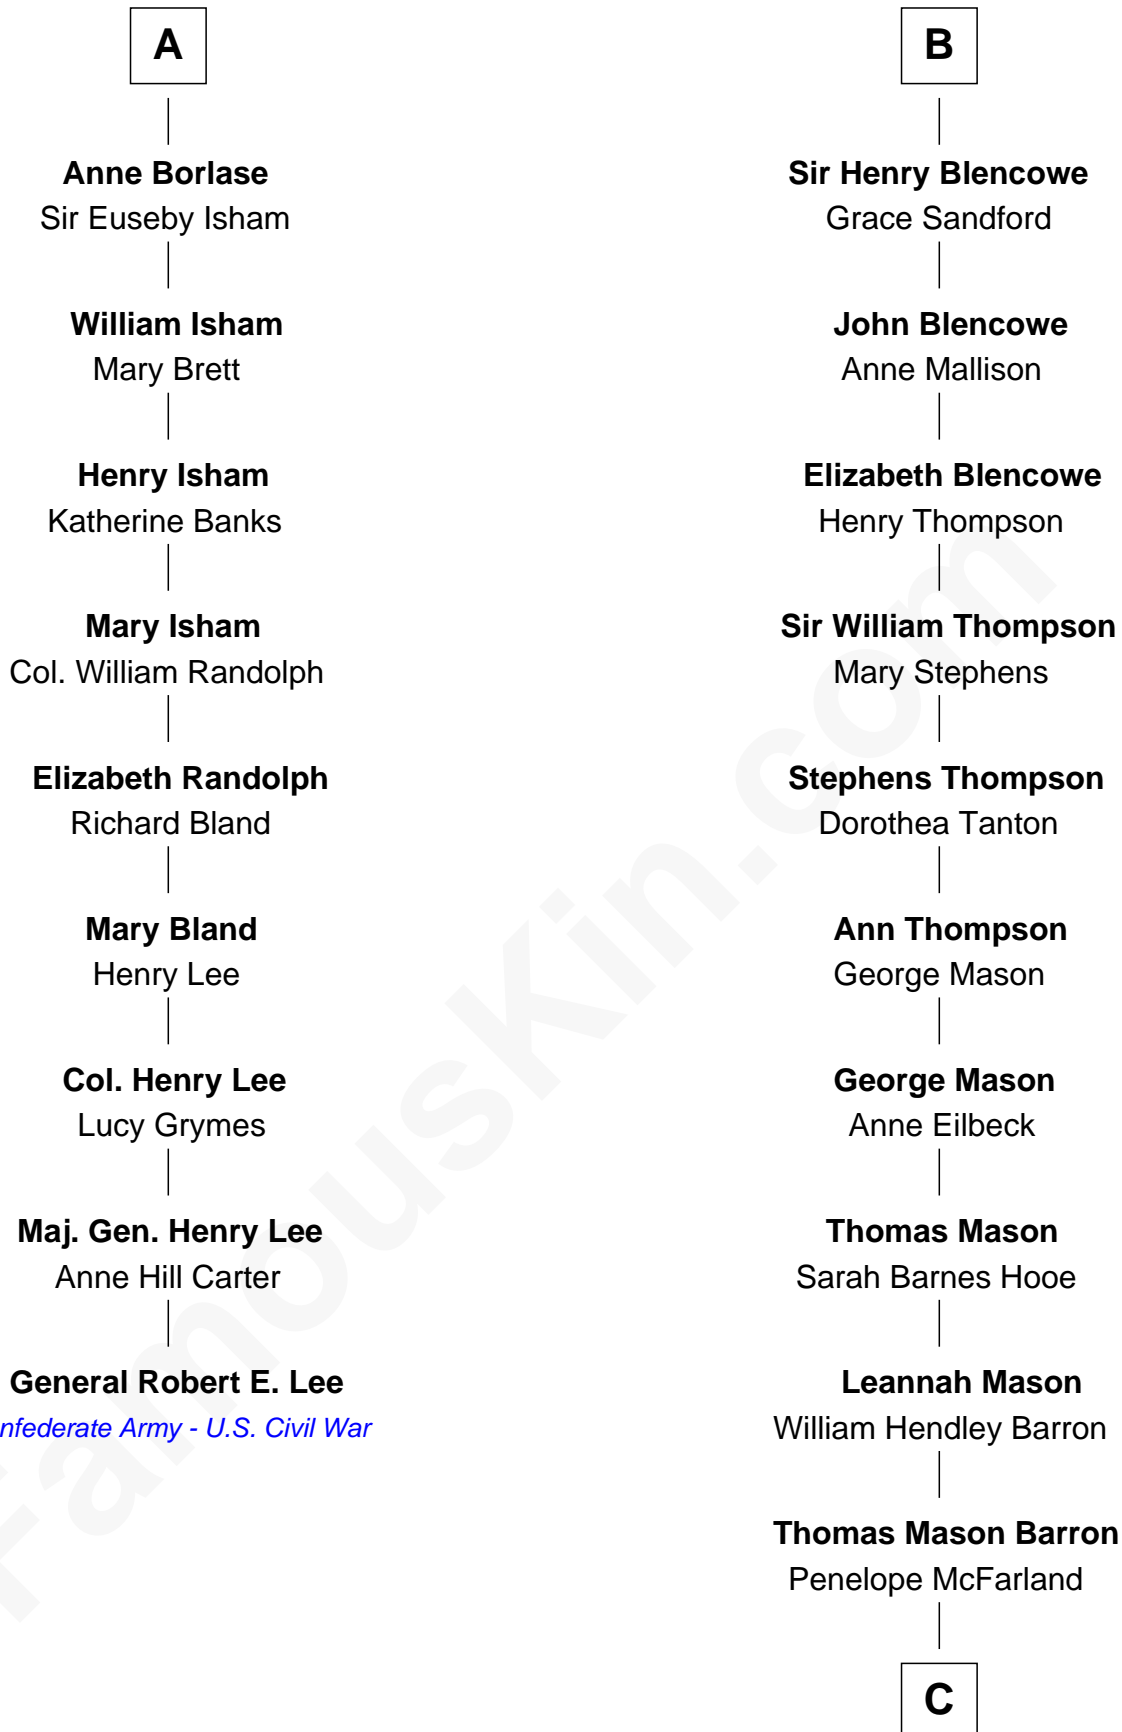 A
Anne Borlase
Sir Euseby Isham
William Isham
Mary Brett
Henry Isham
Katherine Banks
Mary Isham
Col. William Randolph
Elizabeth Randolph
Richard Bland
Mary Bland
Henry Lee
Col. Henry Lee
Lucy Grymes
Maj. Gen. Henry Lee
Anne Hill Carter
General Robert E. Lee
nfederate Army - U.S. Civil War
B
Sir Henry Blencowe
Grace Sandford
John Blencowe
Anne Mallison
Elizabeth Blencowe
Henry Thompson
Sir William Thompson
Mary Stephens
Stephens Thompson
Dorothea Tanton
Ann Thompson
George Mason
George Mason
Anne Eilbeck
Thomas Mason
Sarah Barnes Hooe
Leannah Mason
William Hendley Barron
Thomas Mason Barron
Penelope McFarland
C
FamousKin.com